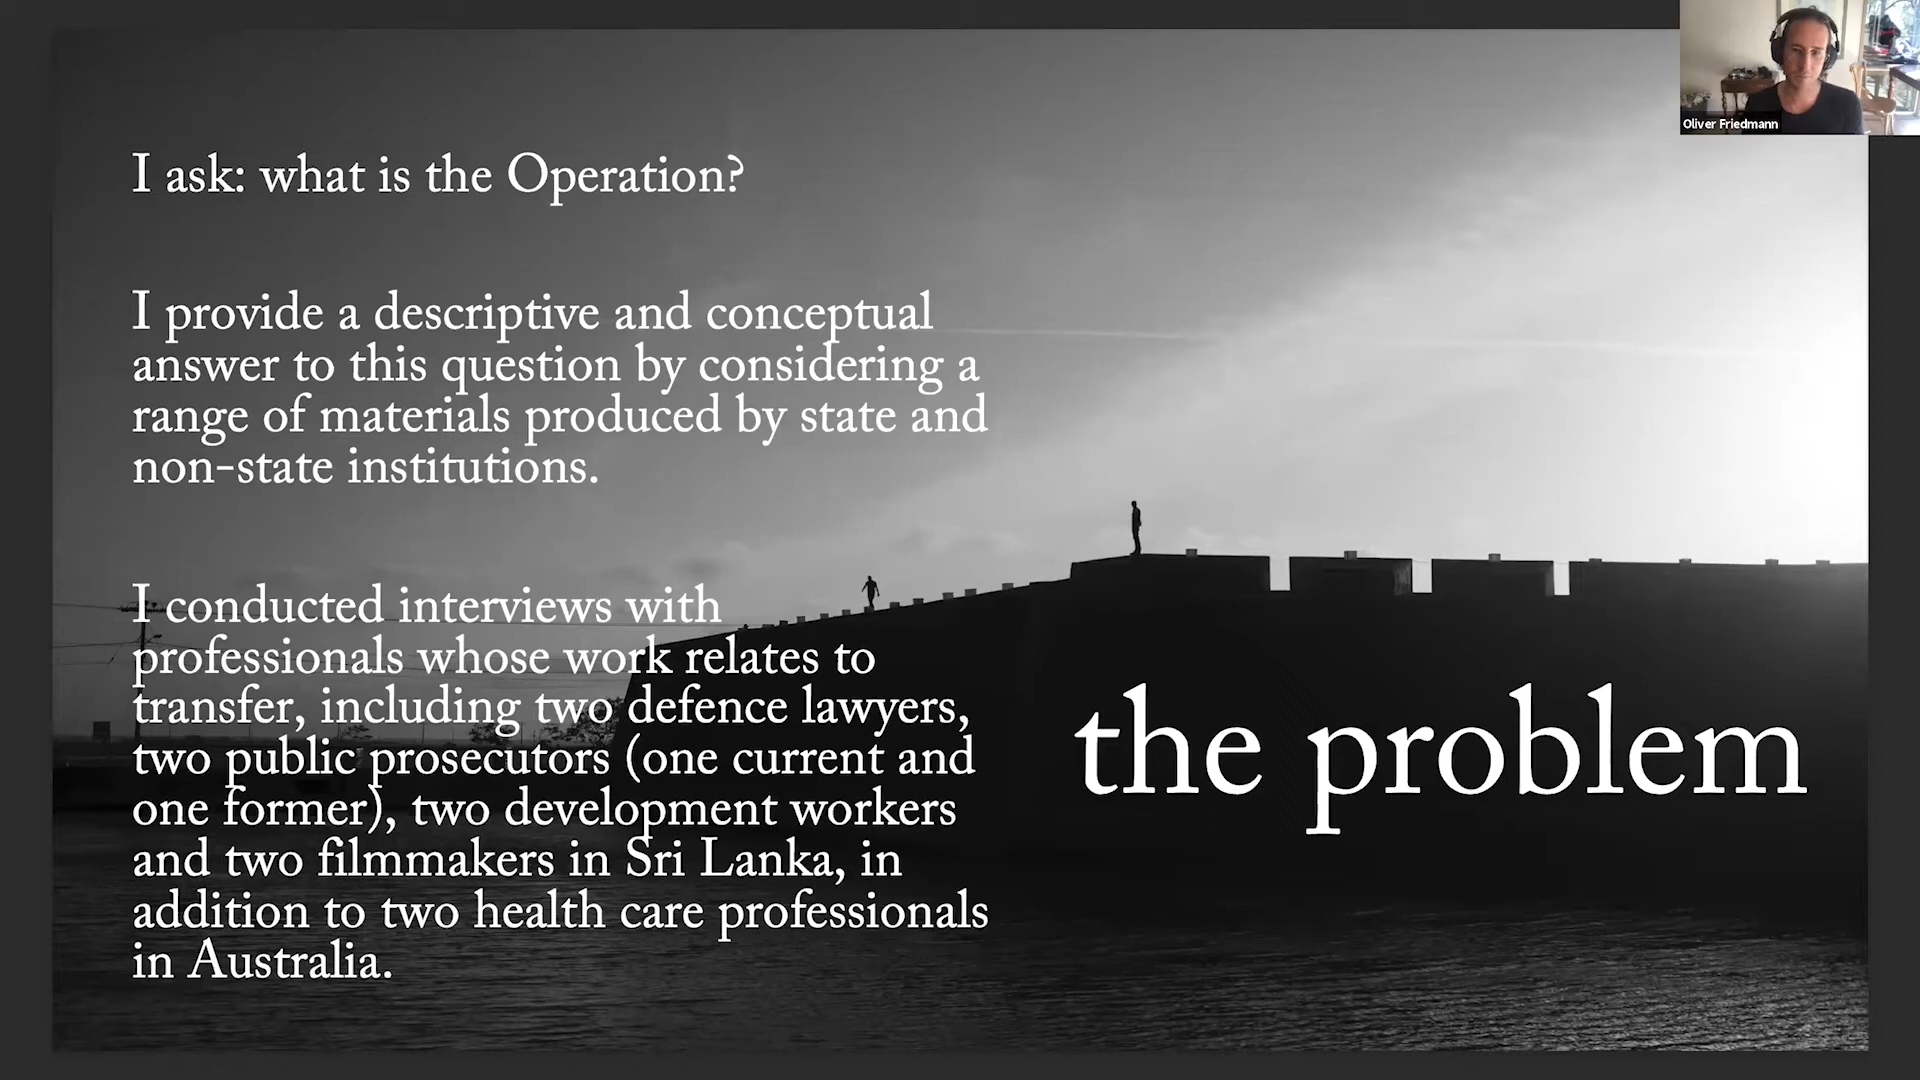 Oliver Friedmann
I ask: what is the Operation?
I provide a descriptive and conceptual
answer to this question by considering a
range of materials produced by state and
non-state institutions.
I conducted interviews with
professionals whose work relates to
transfer, including two defence lawyers,
two public prosecutors (one current and
one former), two development workers
and two filmmakers in Sri Lanka, in
addition to two health care professionals
in Australia.
the problem